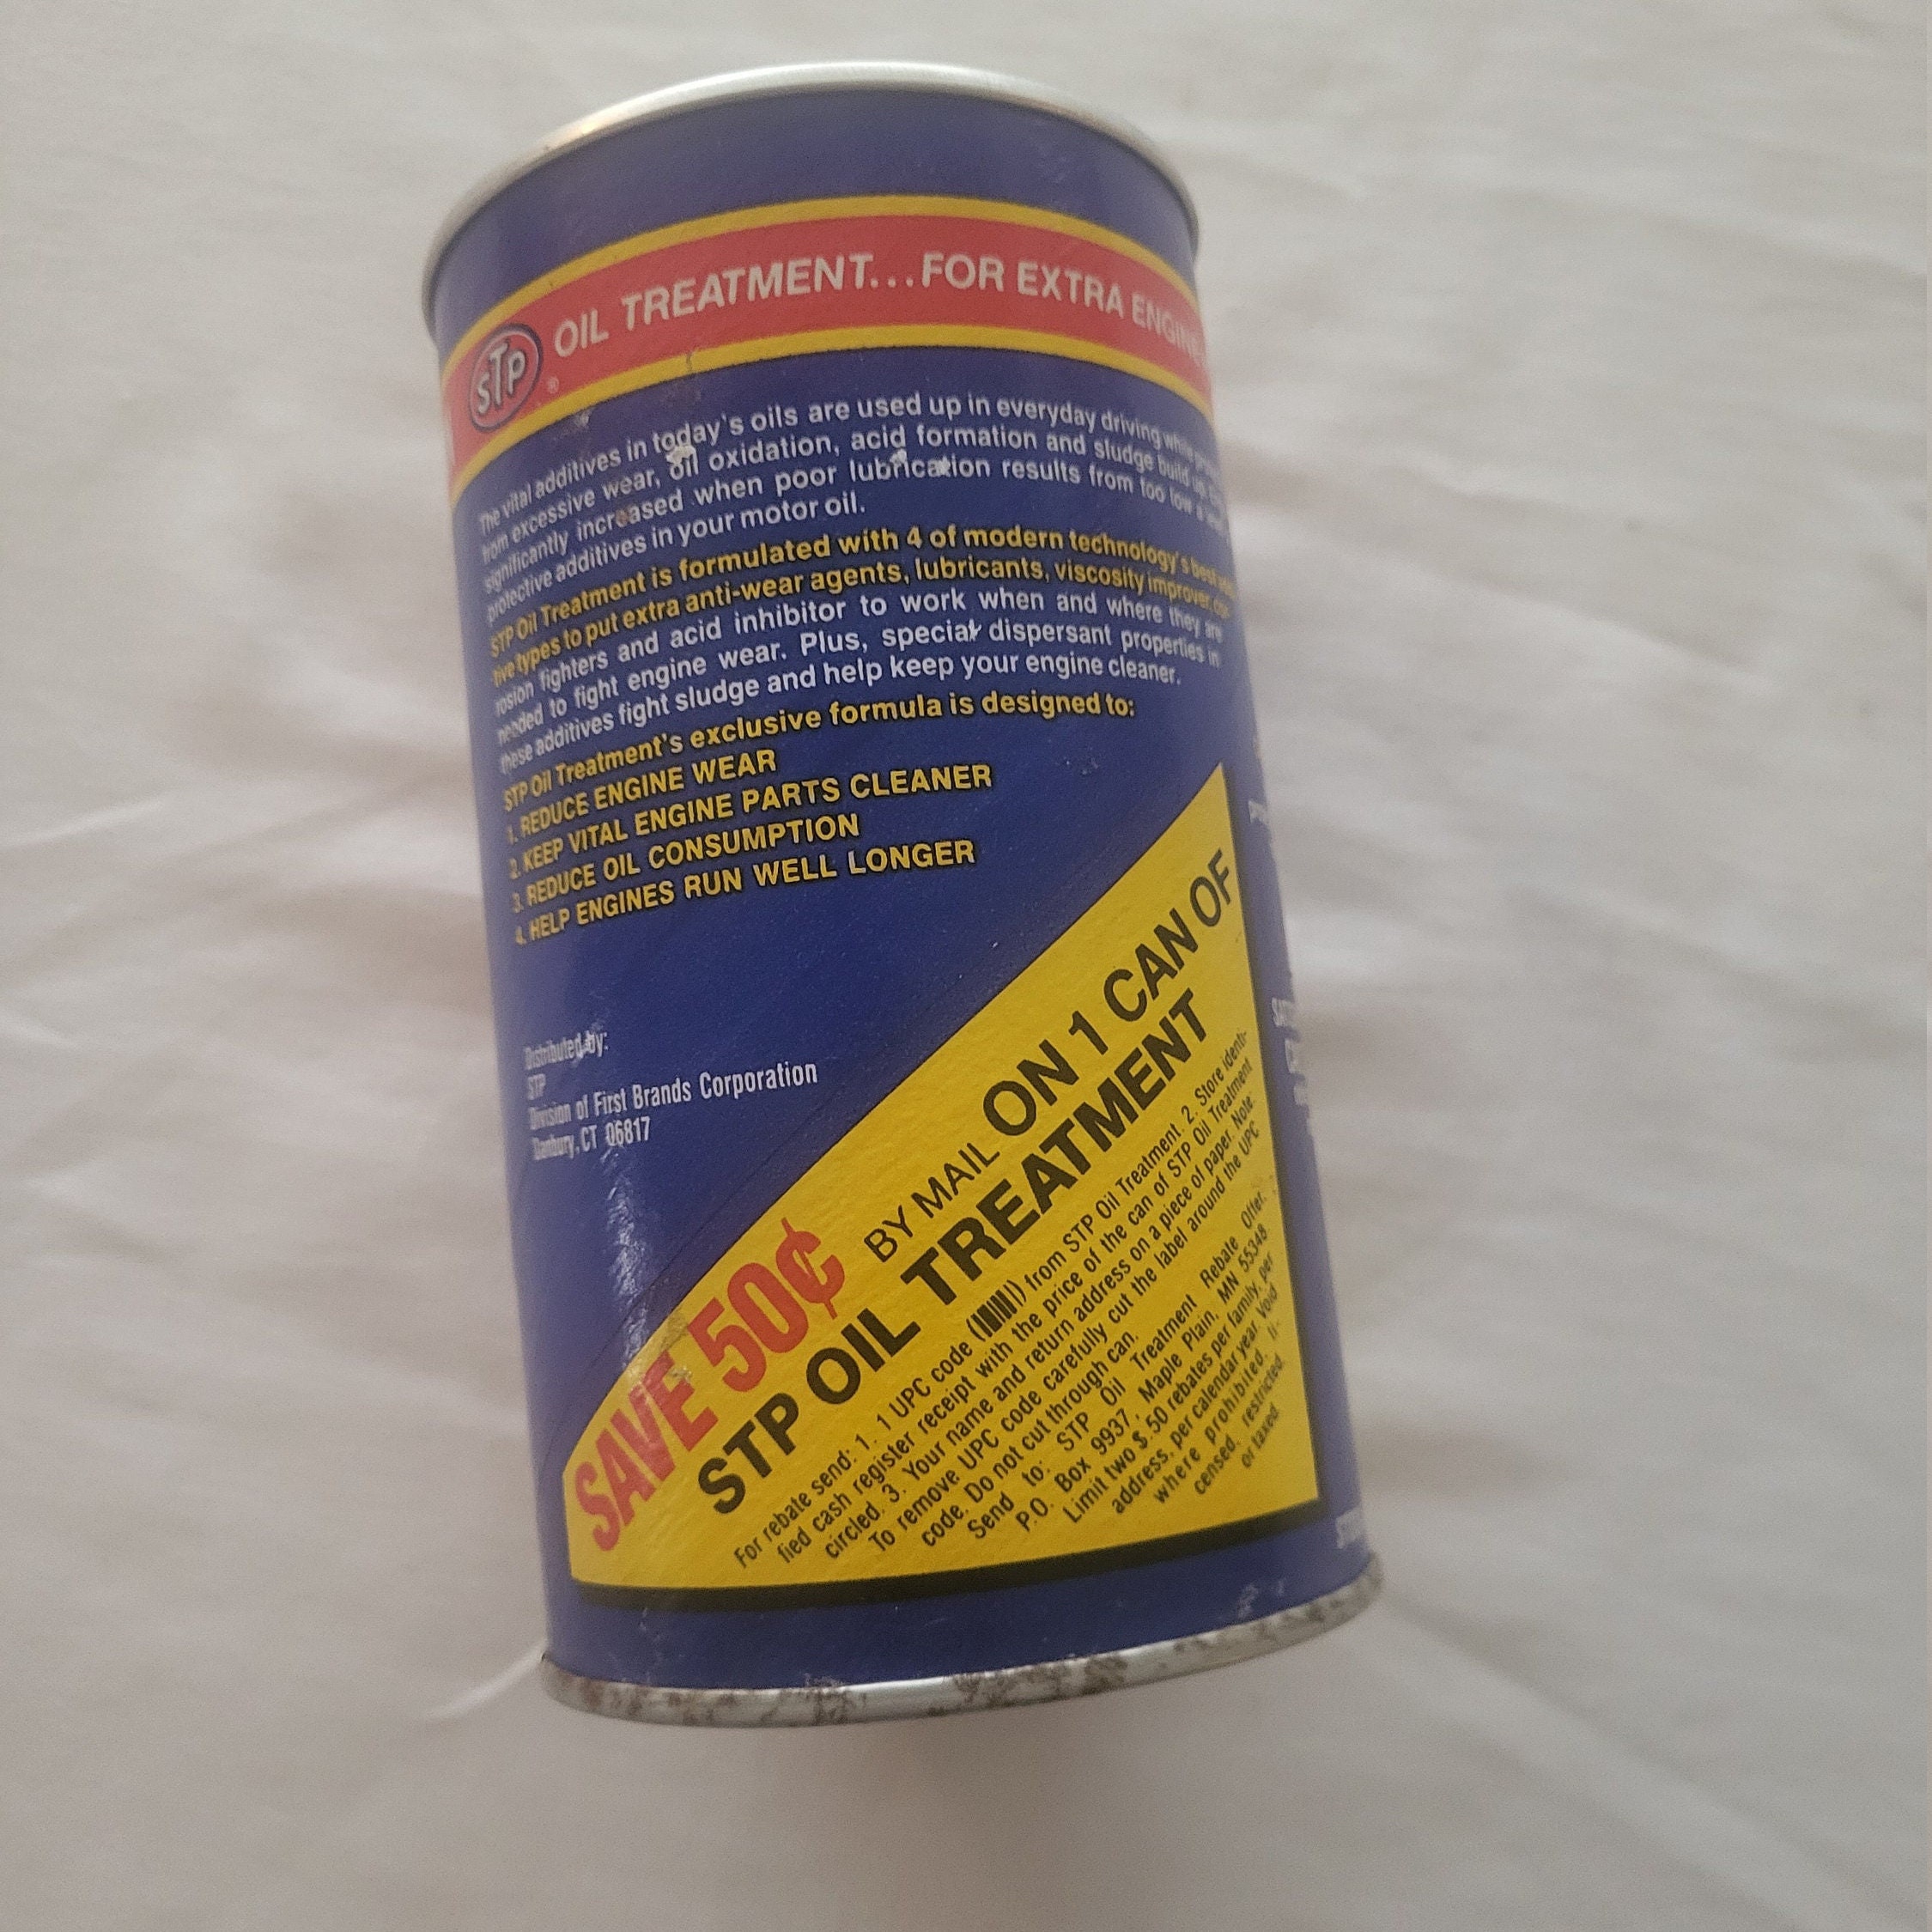 STP ® OIL TREATMENT...FOR EXTRA ENGINE
The vital additives in today's oils are used up in everyday driving while
from excessive wear, oil oxidation, acid formation and sludge build up.
significantly increased when poor lubrication results from too low a
protective additives in your motor oil.
STP Oil Treatment is formulated with 4 of modern technology's best
tive types to put extra anti-wear agents, lubricants, viscosity improver, cor-
rosion fighters and acid inhibitor to work when and where they are
needed to fight engine wear. Plus, special dispersant properties in
these additives fight sludge and help keep your engine cleaner.
STP Oil Treatment's exclusive formula is designed to:
1. REDUCE ENGINE WEAR
2. KEEP VITAL ENGINE PARTS CLEANER
3. REDUCE OIL CONSUMPTION
4. HELP ENGINES RUN WELL LONGER
Distributed by:
STP
Division of First Brands Corporation
Danbury, CT 06817
SAVE 50¢ BY MAIL ON 1 CAN OF
STP OIL TREATMENT
For rebate send: 1. 1 UPC code () from STP Oil Treatment. 2. Store identi-
fied cash register receipt with the price of the can of STP Oil Treatment
circled. 3. Your name and return address on a piece of paper. Note:
To remove UPC code carefully cut the label around the UPC
code. Do not cut through can.
Send to: STP Oil Treatment Rebate Offer,
P.O. Box 9937, Maple Plain, MN 55348
Limit two $.50 rebates per family, per
address, per calendar year. Void
where prohibited, li-
censed, restricted,
or taxed.